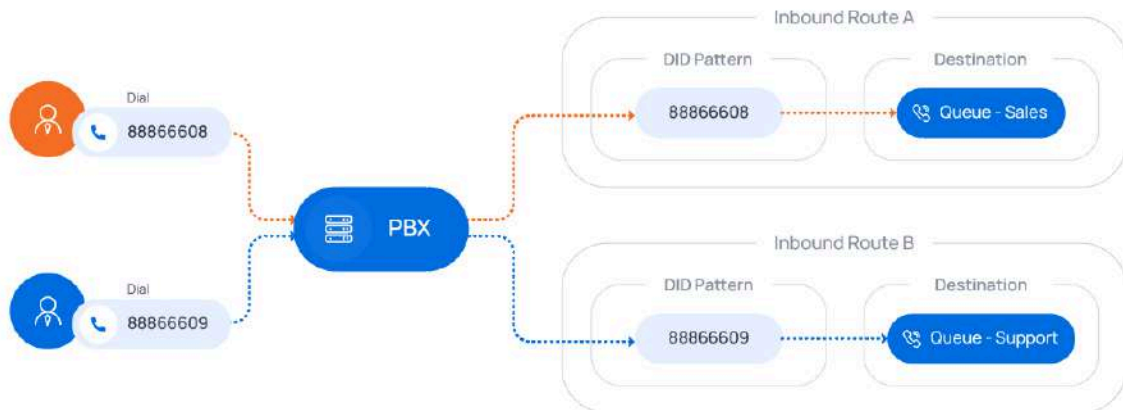 Inbound Route A
DID Pattern
Destination
Dial
88866608
88866608
Queue - Sales
PBX
Inbound Route B
DID Pattern
Destination
Dial
88866609
88866609
Queue - Support